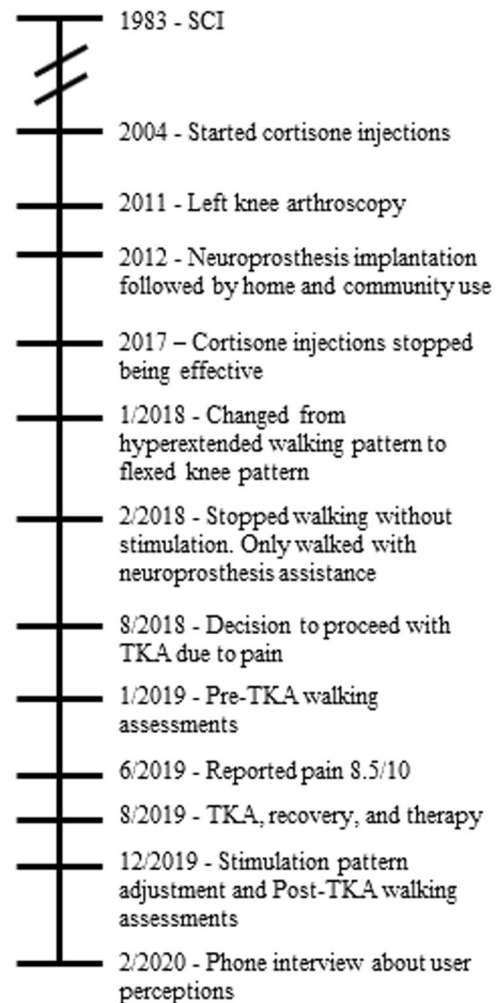 1983 - SCI
2004 - Started cortisone injections
2011 - Left knee arthroscopy
2012 - Neuroprosthesis implantation
followed by home and community use
2017 – Cortisone injections stopped
being effective
1/2018 - Changed from
hyperextended walking pattern to
flexed knee pattern
2/2018 - Stopped walking without
stimulation. Only walked with
neuroprosthesis assistance
8/2018 - Decision to proceed with
TKA due to pain
1/2019 - Pre-TKA walking
assessments
6/2019 - Reported pain 8.5/10
8/2019 - TKA, recovery, and therapy
12/2019 - Stimulation pattern
adjustment and Post-TKA walking
assessments
2/2020 - Phone interview about user
perceptions